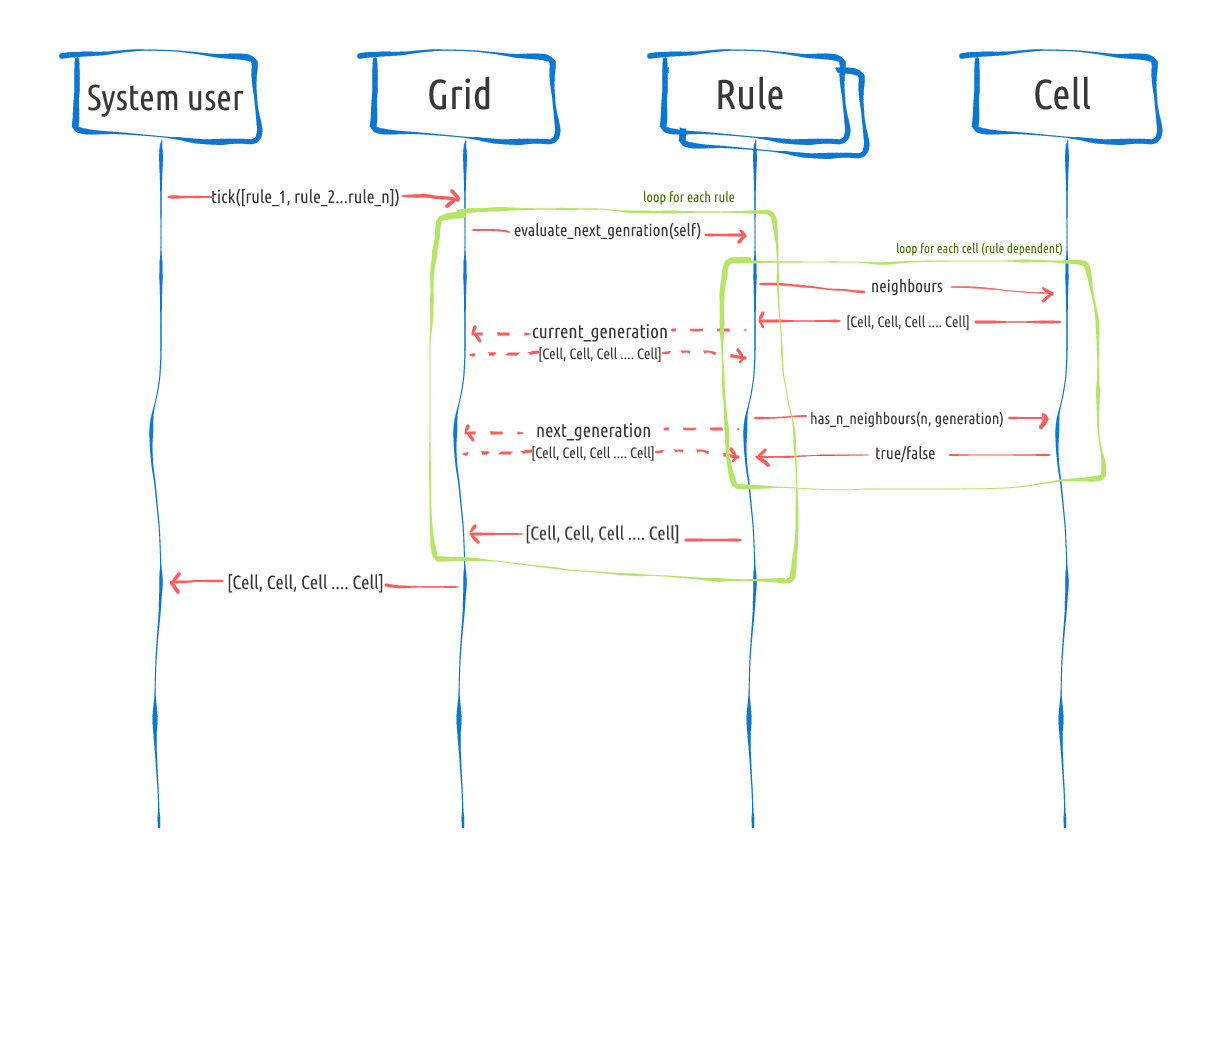 System user
Grid
Rule
Cell
tick([rule_1, rule_2...rule_n])
loop for each rule
evaluate_next_genration(self)
loop for each cell (rule dependent)
neighbours
[Cell, Cell, Cell .... Cell]
current_generation
[Cell, Cell, Cell .... Cell]
has_n_neighbours(n, generation)
next_generation
[Cell, Cell, Cell .... Cell]
true/false
[Cell, Cell, Cell .... Cell]
[Cell, Cell, Cell .... Cell]